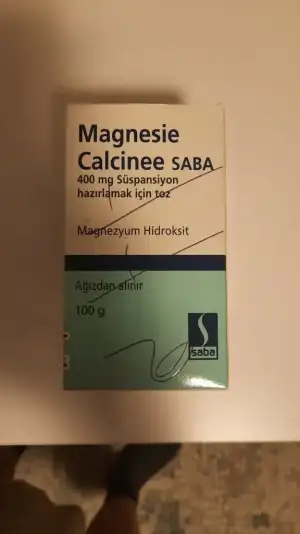 Magnesie
Calcinee SABA
400 mg Süspansiyon
hazırlamak için toz
Magnezyum Hidroksit
Ağızdan alınır
100 g
saba